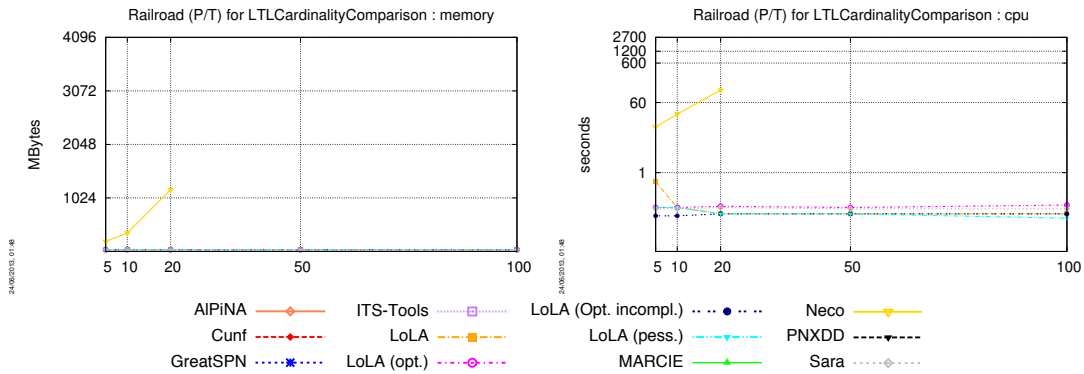 Railroad (P/T) for LTLCardinalityComparison : memory
4096
3072
2048
1024
MBytes
5 10 20 50 100
24/06/2013, 01:48
Railroad (P/T) for LTLCardinalityComparison : cpu
2700
1200
600
60
1
seconds
5 10 20 50 100
24/06/2013, 01:48
AlPiNA ITS-Tools LoLA (Opt. incompl.) Neco
Cunf LoLA LoLA (pess.) PNXDD
GreatSPN LoLA (opt.) MARCIE Sara